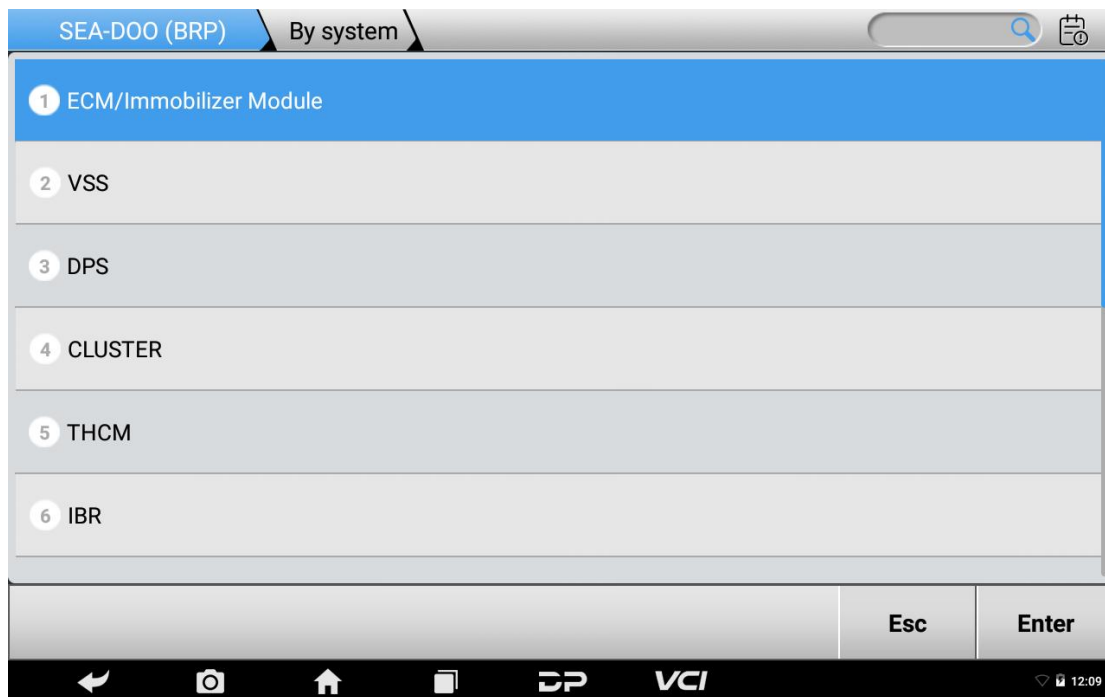 SEA-DOO (BRP) By system
1 ECM/Immobilizer Module
2 VSS
3 DPS
4 CLUSTER
5 THCM
6 IBR
Esc Enter
DP VCI 12:09